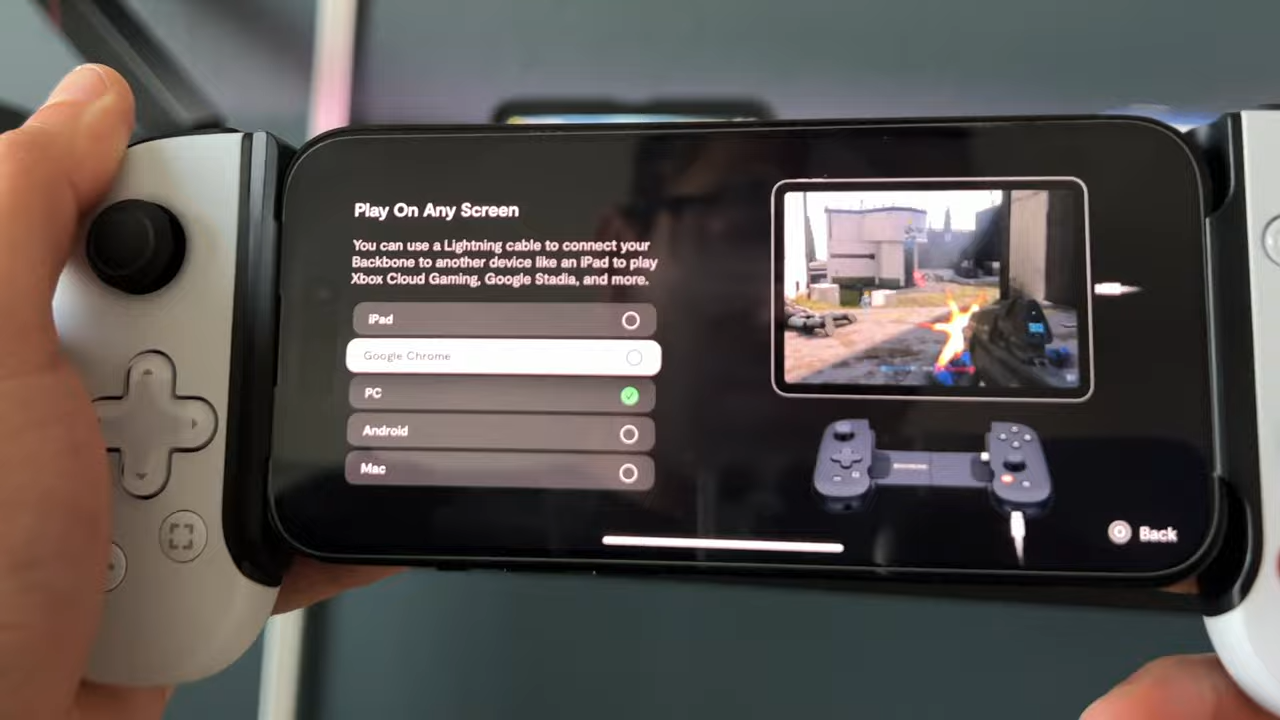 Play On Any Screen
You can use a Lightning cable to connect your
Backbone to another device like an iPad to play
Xbox Cloud Gaming, Google Stadia, and more.
iPad
Google Chrome
PC
Android
Mac
Back